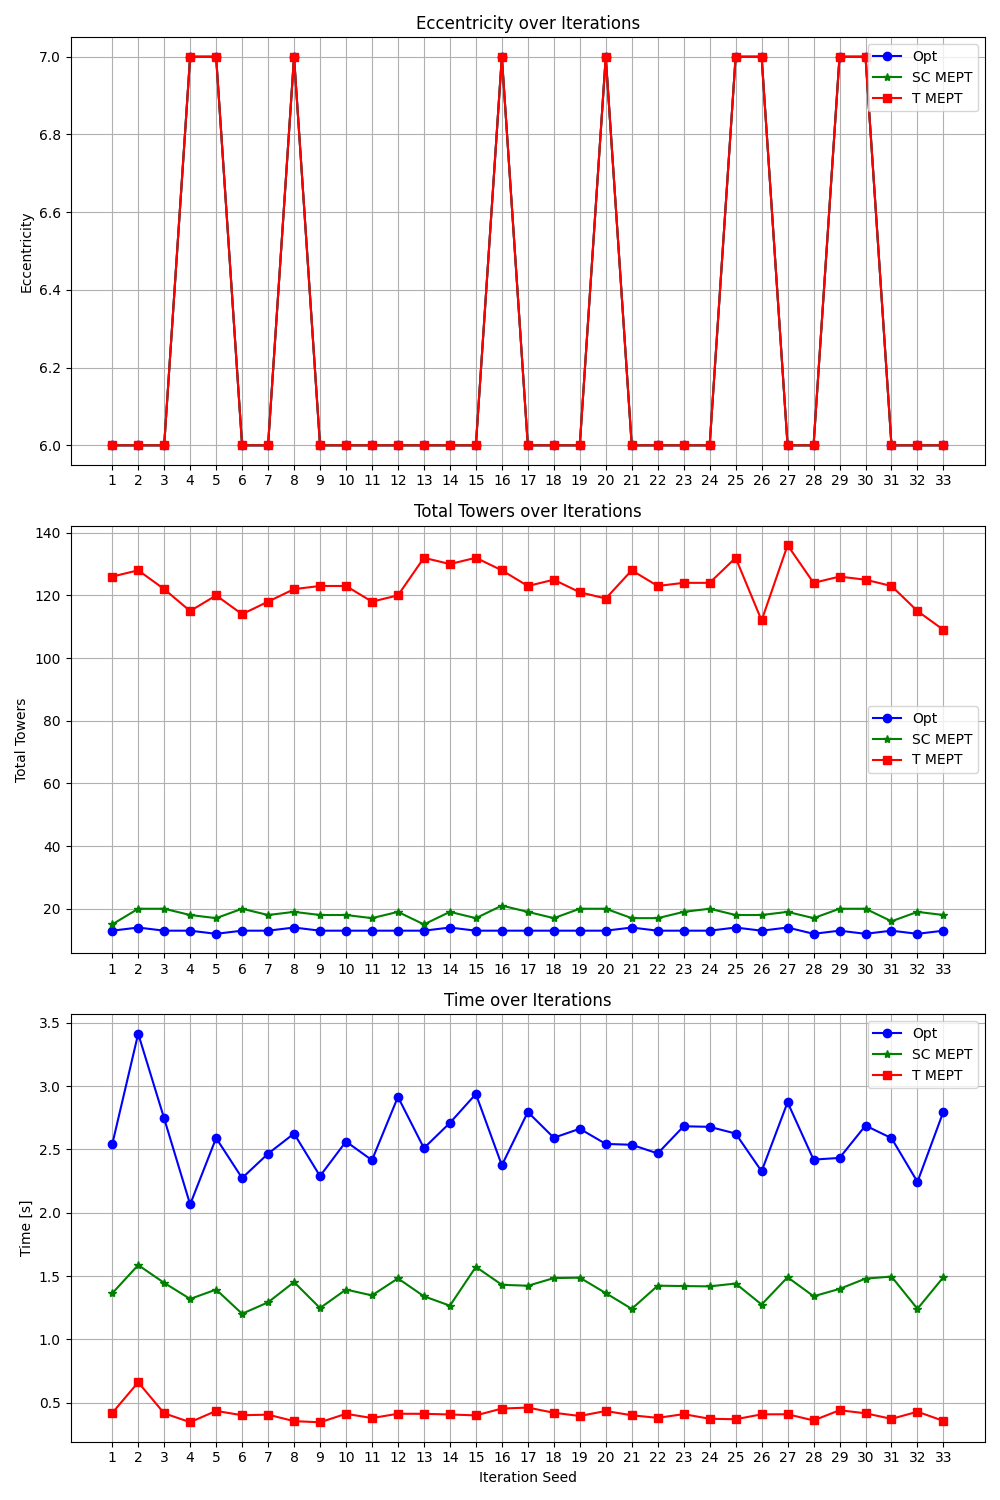 Eccentricity over Iterations
7.0
6.8
6.6
6.4
6.2
6.0
Eccentricity
Opt
SC MEPT
T MEPT
1 2 3 4 5 6 7 8 9 10 11 12 13 14 15 16 17 18 19 20 21 22 23 24 25 26 27 28 29 30 31 32 33
Total Towers over Iterations
140
120
100
80
60
40
20
Total Towers
Opt
SC MEPT
T MEPT
1 2 3 4 5 6 7 8 9 10 11 12 13 14 15 16 17 18 19 20 21 22 23 24 25 26 27 28 29 30 31 32 33
Time over Iterations
3.5
3.0
2.5
2.0
1.5
1.0
0.5
Time [s]
Opt
SC MEPT
T MEPT
1 2 3 4 5 6 7 8 9 10 11 12 13 14 15 16 17 18 19 20 21 22 23 24 25 26 27 28 29 30 31 32 33
Iteration Seed